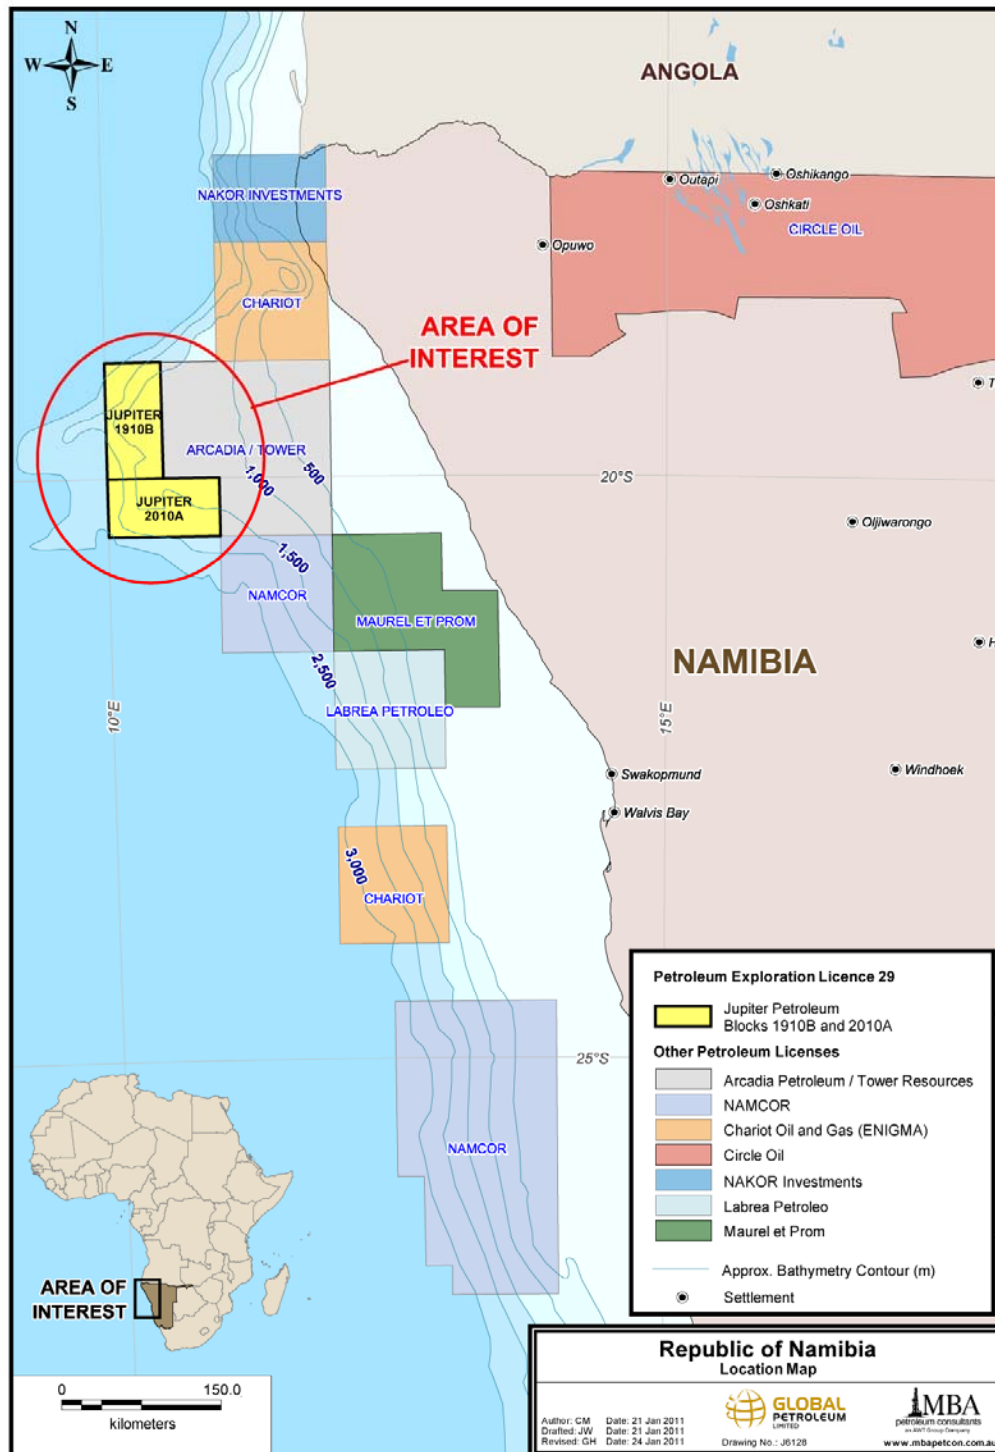 N
W E
S
ANGOLA
NAKOR INVESTMENTS
Outapi
Oshikango
Oshkati
CIRCLE OIL
Opuwo
CHARIOT
AREA OF
INTEREST
JUPITER
1910B
ARCADIA / TOWER
500
1,000
20°S
JUPITER
2010A
Oljiwarongo
1,500
NAMCOR
MAUREL ET PROM
NAMIBIA
2,500
LABREA PETROLEO
10°E
15°E
Swakopmund
Windhoek
Walvis Bay
3,000
CHARIOT
25°S
NAMCOR
T
H
Petroleum Exploration Licence 29
Jupiter Petroleum
Blocks 1910B and 2010A
Other Petroleum Licenses
Arcadia Petroleum / Tower Resources
NAMCOR
Chariot Oil and Gas (ENIGMA)
Circle Oil
NAKOR Investments
Labrea Petroleo
Maurel et Prom
Approx. Bathymetry Contour (m)
Settlement
AREA OF
INTEREST
0 150.0
kilometers
Republic of Namibia
Location Map
Author: CM Date: 21 Jan 2011
Drafted: JW Date: 21 Jan 2011
Revised: GH Date: 24 Jan 2011
GLOBAL
PETROLEUM
LIMITED
Drawing No.: J6128
MBA
petroleum consultants
an AWT Group Company
www.mbapetcon.com.au